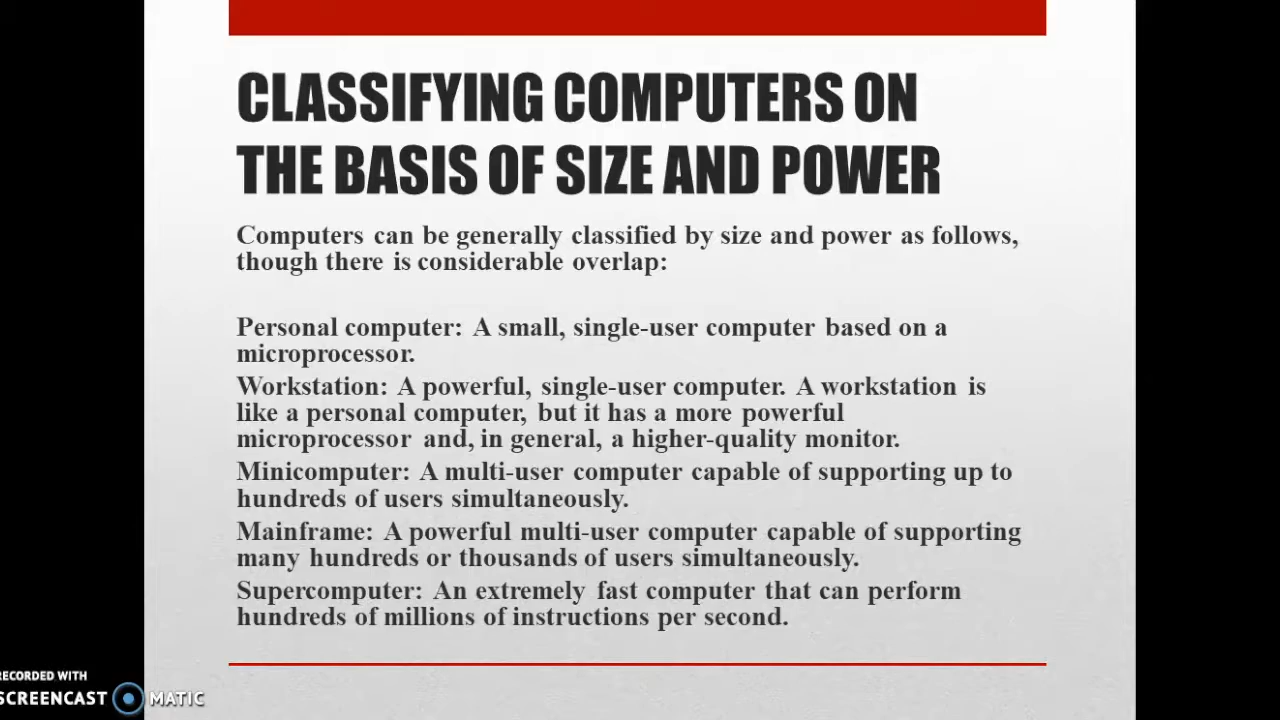 CLASSIFYING COMPUTERS ON
THE BASIS OF SIZE AND POWER
Computers can be generally classified by size and power as follows,
though there is considerable overlap:
Personal computer: A small, single-user computer based on a
microprocessor.
Workstation: A powerful, single-user computer. A workstation is
like a personal computer, but it has a more powerful
microprocessor and, in general, a higher-quality monitor.
Minicomputer: A multi-user computer capable of supporting up to
hundreds of users simultaneously.
Mainframe: A powerful multi-user computer capable of supporting
many hundreds or thousands of users simultaneously.
Supercomputer: An extremely fast computer that can perform
hundreds of millions of instructions per second.
RECORDED WITH
SCREENCAST MATIC